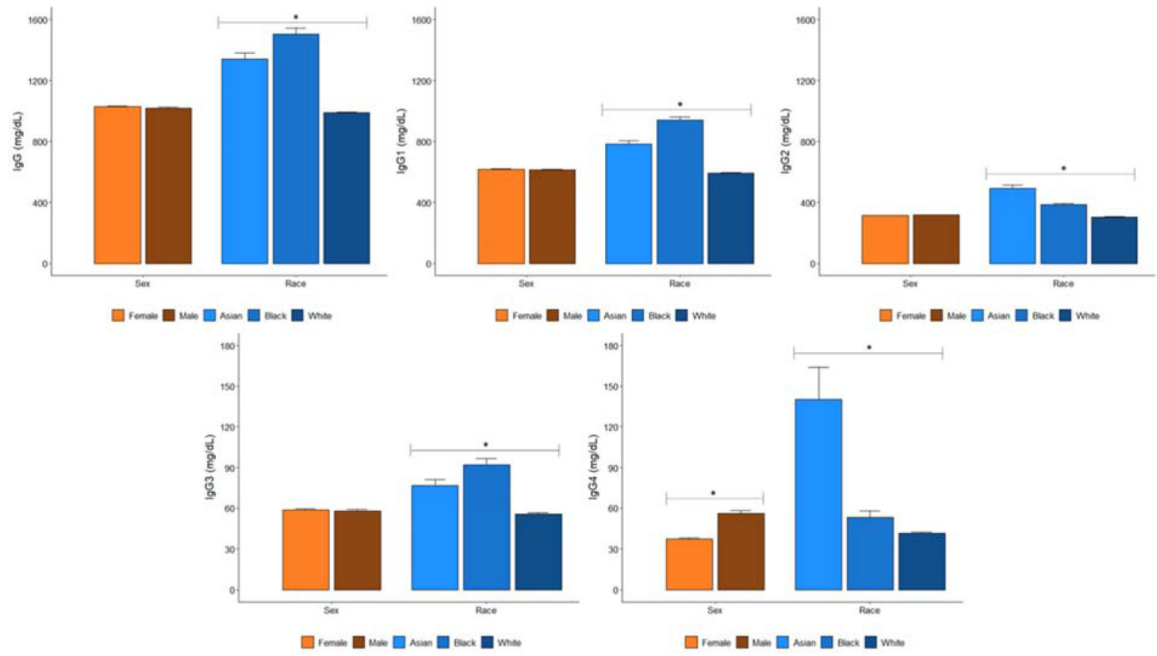 IgG (mg/dL)
1600
1200
800
400
0
*
Sex Race
Female Male Asian Black White
IgG1 (mg/dL)
1600
1200
800
400
0
*
Sex Race
Female Male Asian Black White
IgG2 (mg/dL)
1600
1200
800
400
0
*
Sex Race
Female Male Asian Black White
IgG3 (mg/dL)
180
150
120
90
60
30
0
*
Sex Race
Female Male Asian Black White
IgG4 (mg/dL)
180
150
120
90
60
30
0
*
*
Sex Race
Female Male Asian Black White